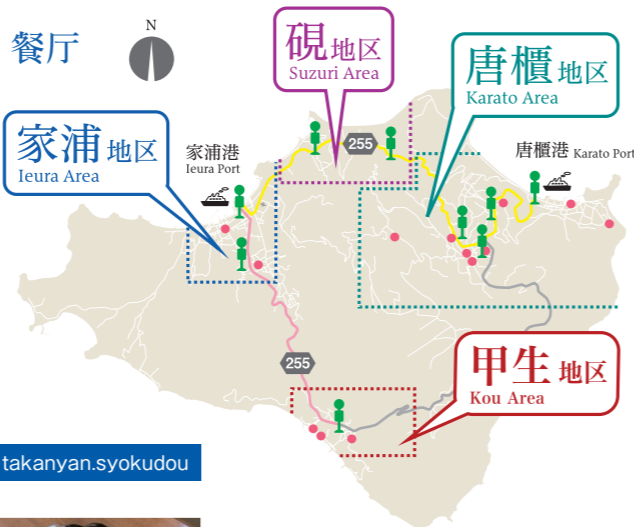 餐厅
N
硯地区
Suzuri Area
唐櫃地区
Karato Area
家浦地区
Ieura Area
家浦港
Ieura Port
255
唐櫃港 Karato Port
255
甲生地区
Kou Area
takanyan.syokudou